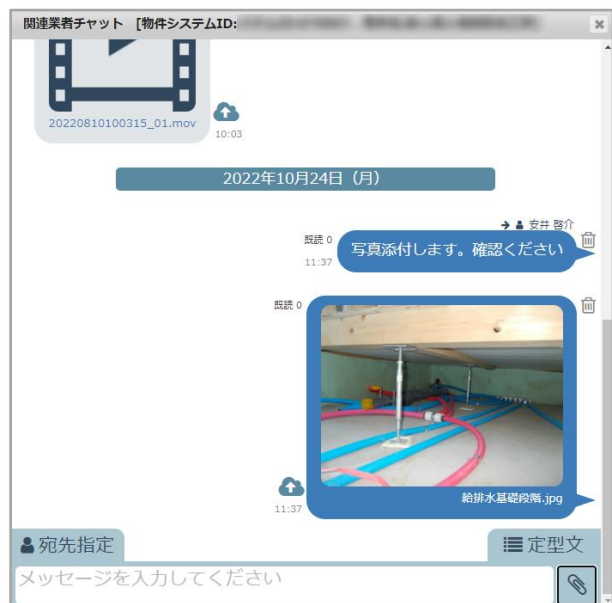 関連業者チャット [物件システムID:
20220810100315_01.mov
10:03
2022年10月24日（月）
安井 啓介
既読 0
写真添付します。確認ください
11:37
既読 0
給排水基礎段階.jpg
11:37
宛先指定
定型文
メッセージを入力してください